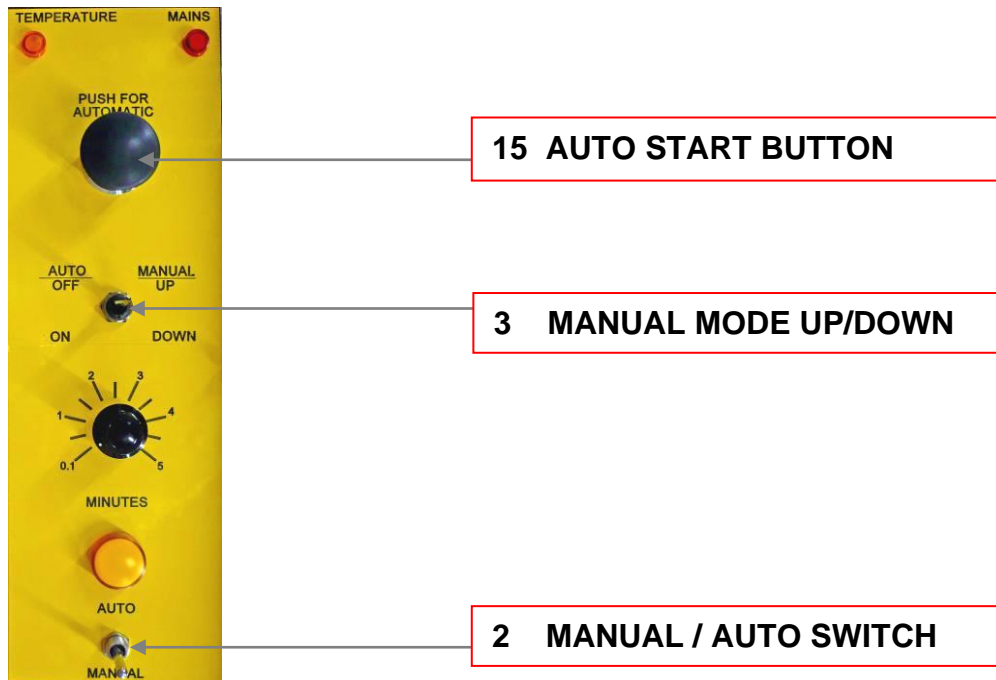 TEMPERATURE MAINS
PUSH FOR
AUTOMATIC
15 AUTO START BUTTON
AUTO MANUAL
OFF UP
3 MANUAL MODE UP/DOWN
ON DOWN
2 3
1 4
0.1 5
MINUTES
AUTO
2 MANUAL / AUTO SWITCH
MANUAL